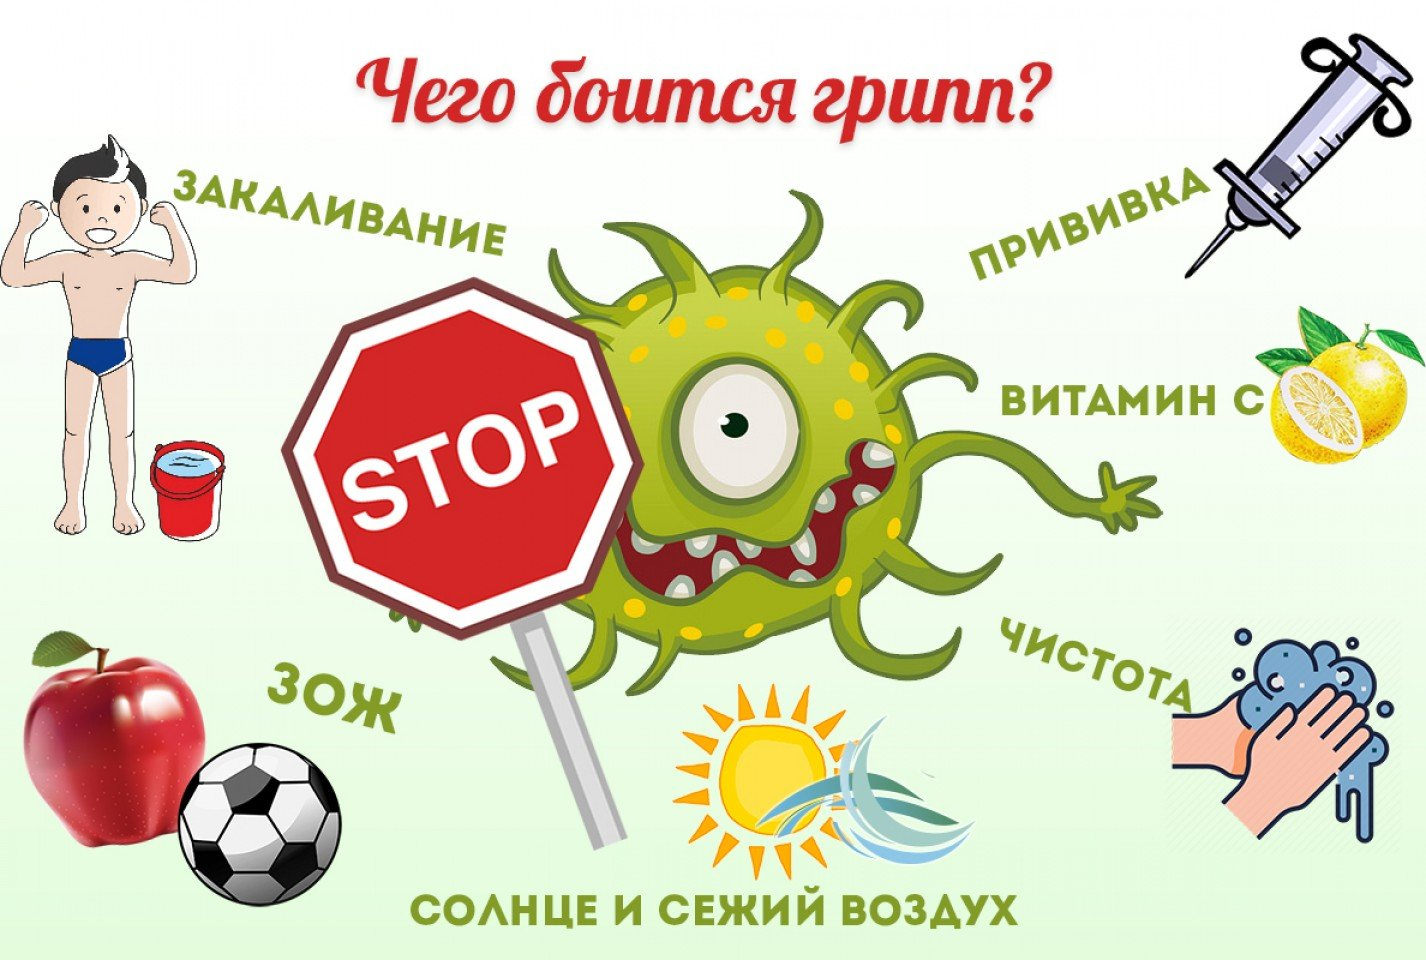 Чего боится грипп?
ЗАКАЛИВАНИЕ
ПРИВИВКА
ВИТАМИН С
STOP
ЧИСТОТА
ЗОЖ
СОЛНЦЕ И СЕЖИЙ ВОЗДУХ